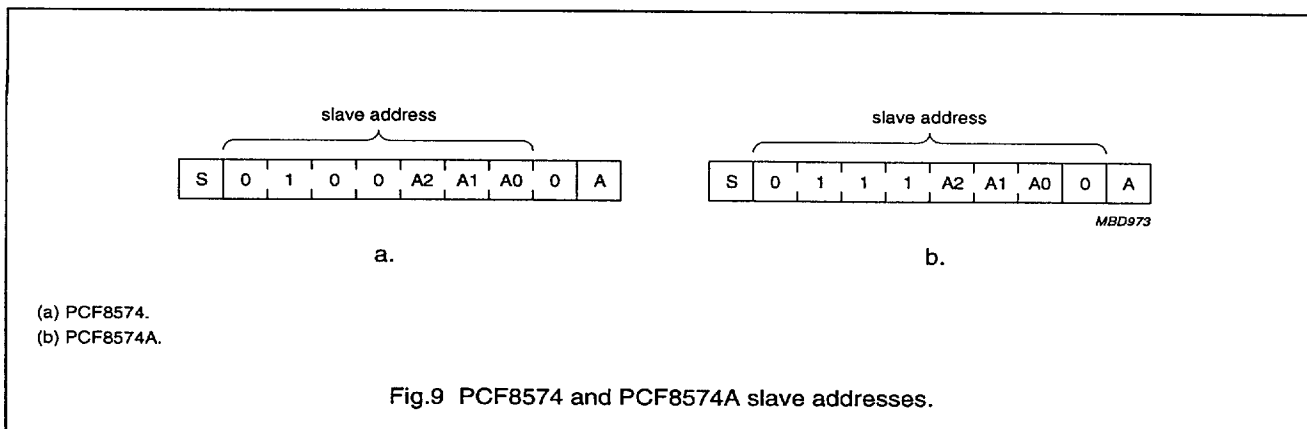 slave address
S 0 1 0 0 A2 A1 A0 0 A
a.
slave address
S 0 1 1 1 A2 A1 A0 0 A
MBD973
b.
(a) PCF8574.
(b) PCF8574A.
Fig.9 PCF8574 and PCF8574A slave addresses.